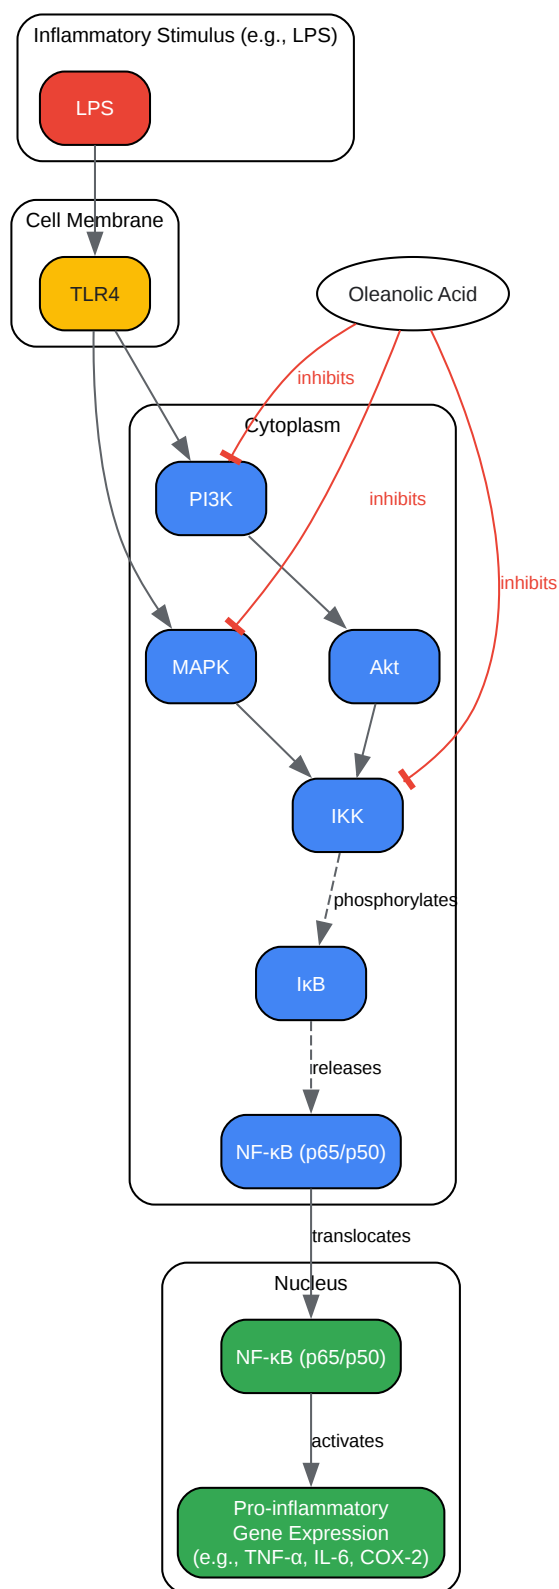 Inflammatory Stimulus (e.g., LPS)
LPS
Cell Membrane
TLR4
Oleanolic Acid
inhibits
Cytoplasm
PI3K
inhibits
inhibits
MAPK
Akt
IKK
phosphorylates
IκB
releases
NF-κB (p65/p50)
translocates
Nucleus
NF-κB (p65/p50)
activates
Pro-inflammatory
Gene Expression
(e.g., TNF-α, IL-6, COX-2)